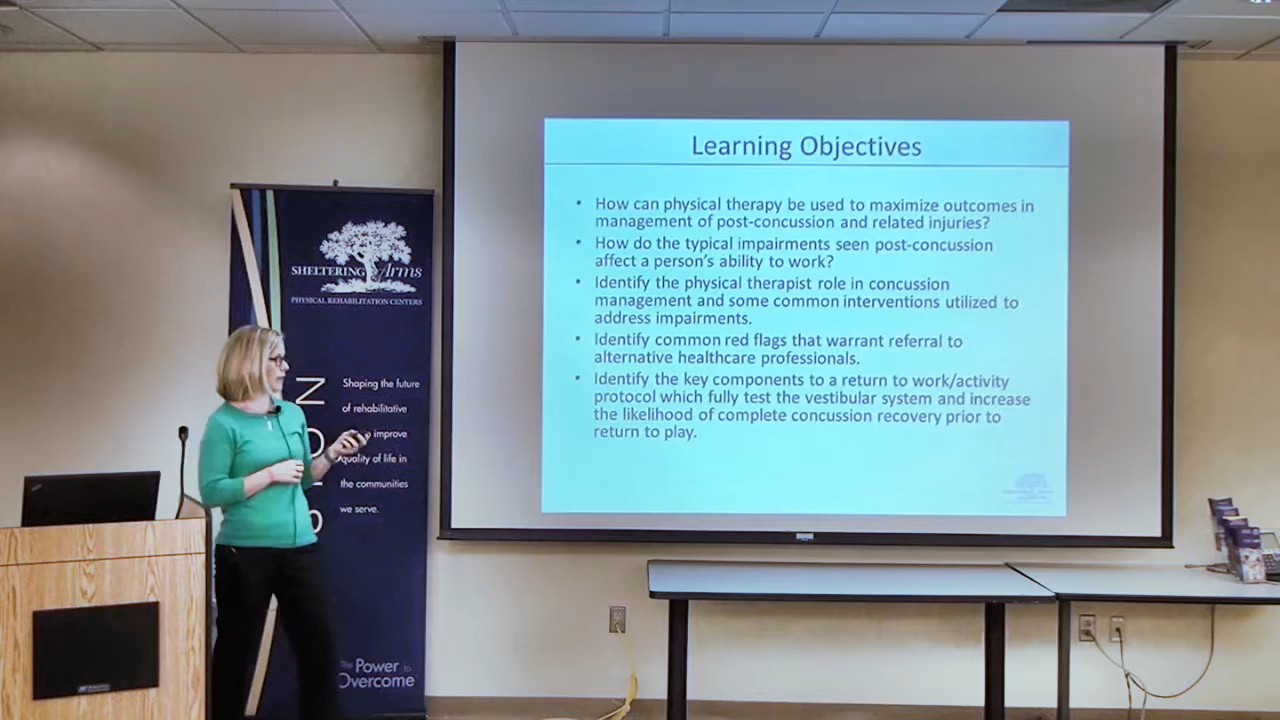 Learning Objectives
• How can physical therapy be used to maximize outcomes in
management of post-concussion and related injuries?
• How do the typical impairments seen post-concussion
affect a person's ability to work?
• Identify the physical therapist role in concussion
management and some common interventions utilized to
address impairments.
• Identify common red flags that warrant referral to
alternative healthcare professionals.
• Identify the key components to a return to work/activity
protocol which fully test the vestibular system and increase
the likelihood of complete concussion recovery prior to
return to play.
SHELTERING Arms
PHYSICAL REHABILITATION CENTERS
Shaping the future
of rehabilitative
improve
quality of life in
the communities
we serve.
The Power to
Overcome